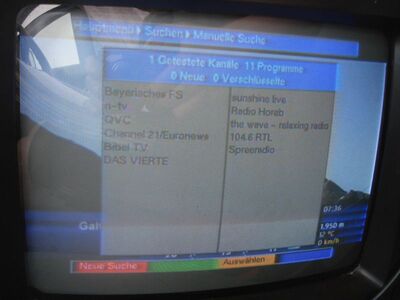 Hauptmenü ▸ Suchen ▸ Manuelle Suche
1 Getestete Kanäle 11 Programme
0 Neue 0 Verschlüsselte
Bayerisches FS
n-tv
QVC
Channel 21/Euronews
Bibel TV
DAS VIERTE
sunshine live
Radio Horeb
the wave - relaxing radio
104.6 RTL
Spreeradio
07:36
1.950 m
°C
0 km/h
Neue Suche
Auswählen